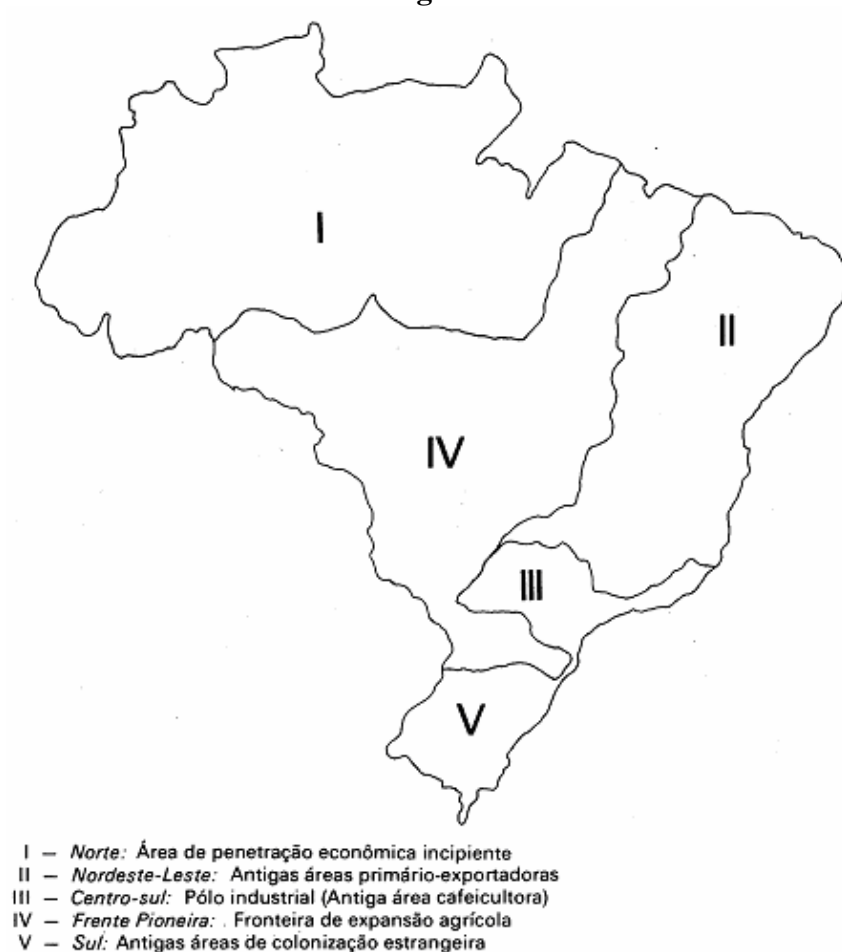 I
II
IV
III
V
I – Norte: Área de penetração econômica incipiente
II – Nordeste-Leste: Antigas áreas primário-exportadoras
III – Centro-sul: Pólo industrial (Antiga área cafeicultora)
IV – Frente Pioneira: Fronteira de expansão agrícola
V – Sul: Antigas áreas de colonização estrangeira